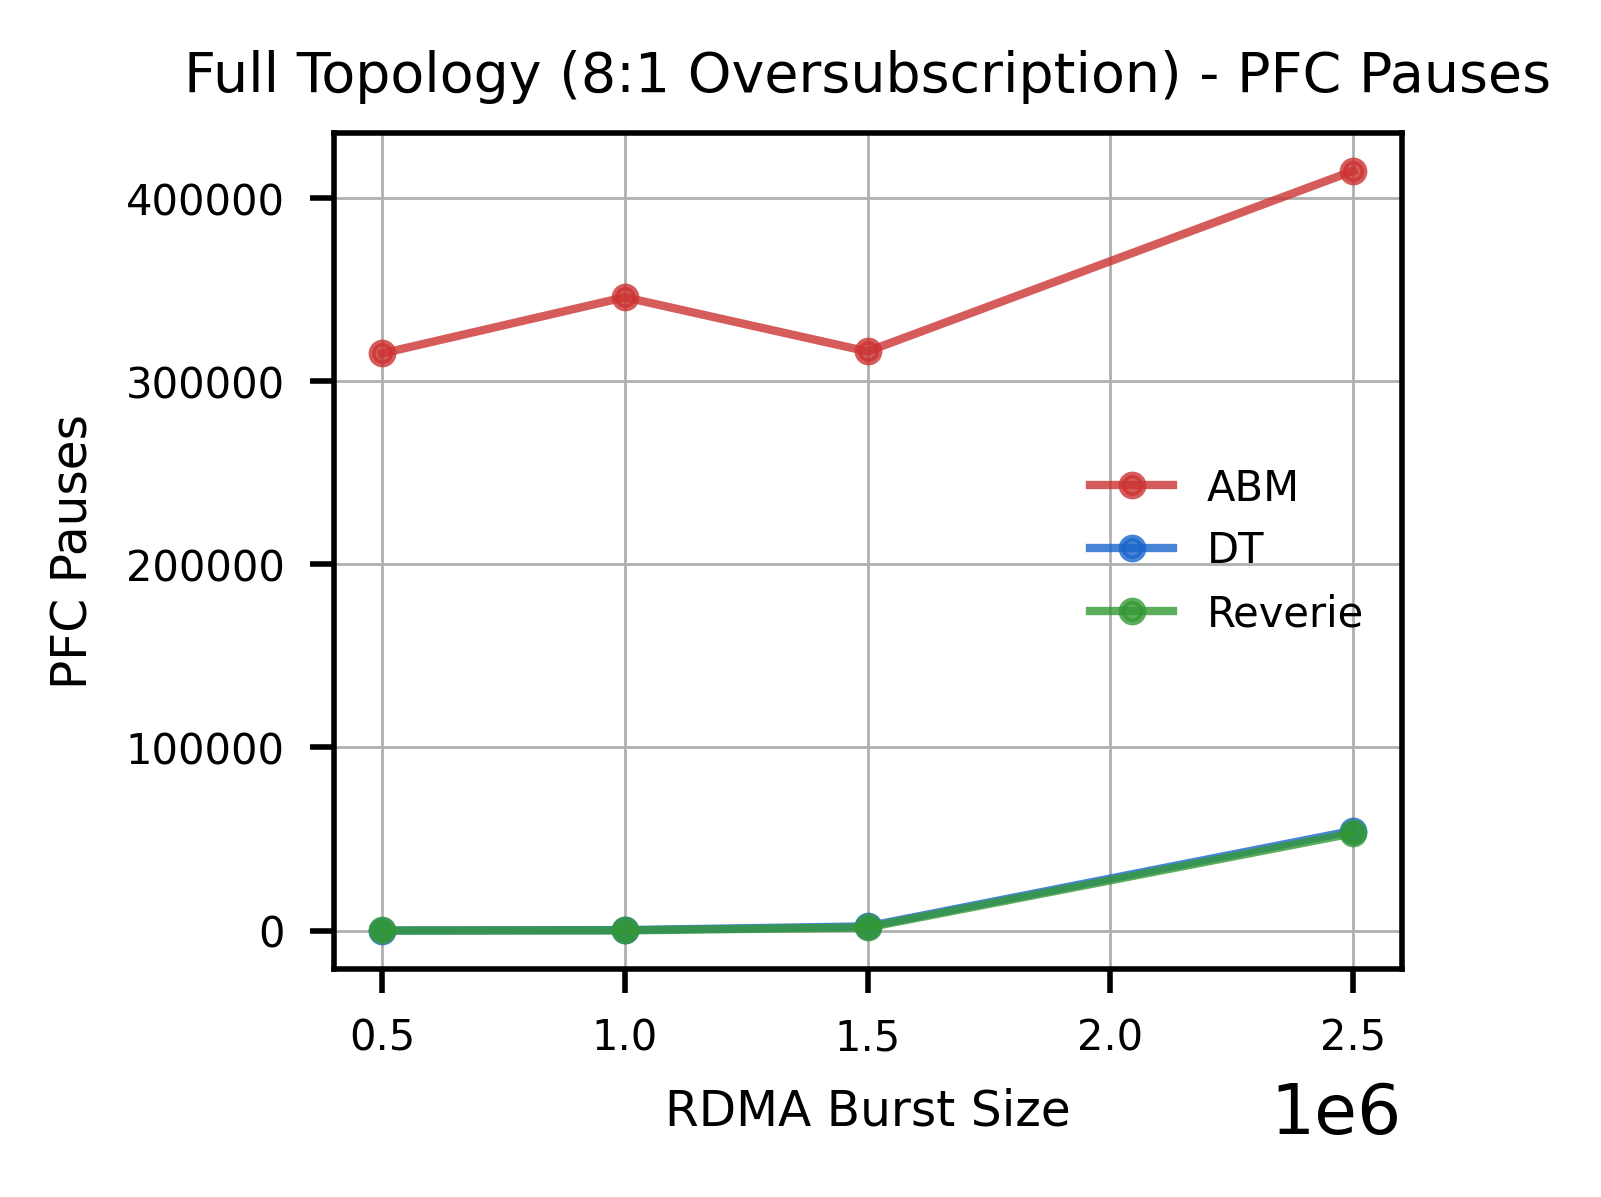 Full Topology (8:1 Oversubscription) - PFC Pauses
PFC Pauses
400000
300000
200000
100000
0
ABM
DT
Reverie
0.5 1.0 1.5 2.0 2.5
RDMA Burst Size
1e6